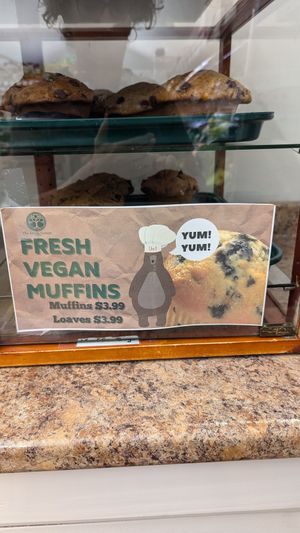 FRESH
VEGAN
MUFFINS
Muffins $3.99
Loaves $3.99
YUM!
YUM!